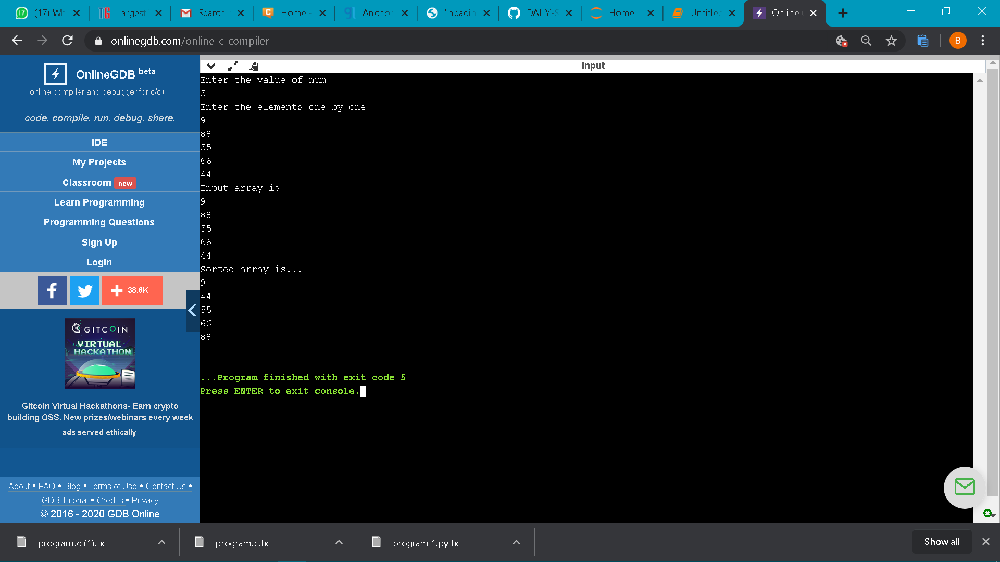 (17) Wh
Largest
Search
Home
Anchor
"headin
DAILY-S
Home
Untitled
Online
onlinegdb.com/online_c_compiler
B
OnlineGDB beta
online compiler and debugger for c/c++
code. compile. run. debug. share.
IDE
My Projects
Classroom new
Learn Programming
Programming Questions
Sign Up
Login
38.6K
GITCOIN
VIRTUAL
HACKATHON
Gitcoin Virtual Hackathons- Earn crypto
building OSS. New prizes/webinars every week
ads served ethically
About • FAQ • Blog • Terms of Use • Contact Us •
GDB Tutorial • Credits • Privacy
© 2016 - 2020 GDB Online
input
Enter the value of num
5
Enter the elements one by one
9
88
55
66
44
Input array is
9
88
55
66
44
Sorted array is...
9
44
55
66
88
...Program finished with exit code 5
Press ENTER to exit console.
program.c (1).txt
program.c.txt
program 1.py.txt
Show all